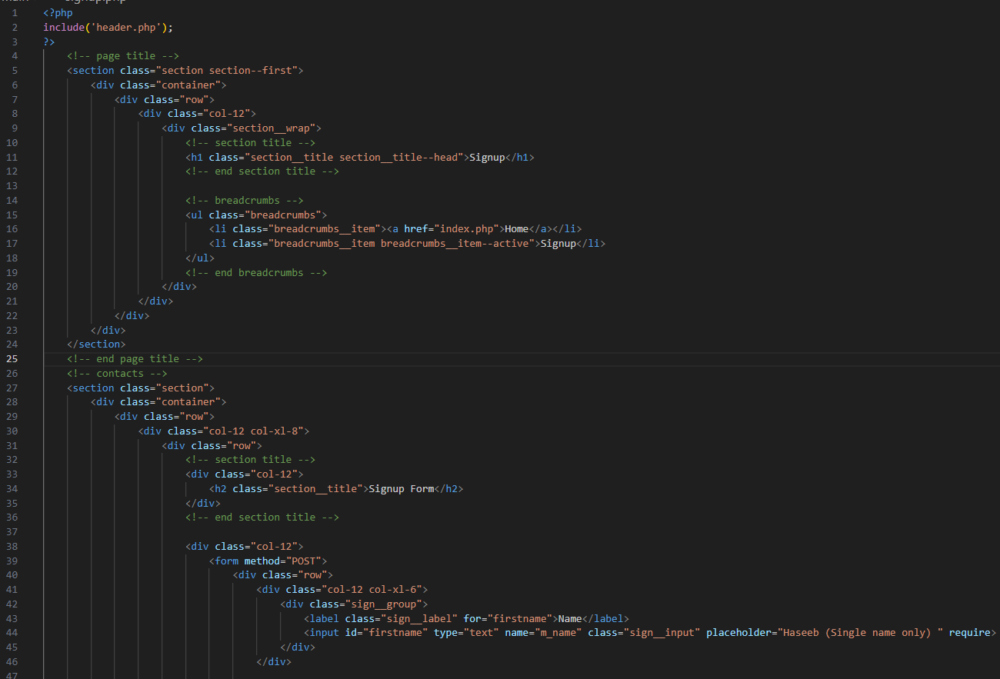 1 <?php
2 include('header.php');
3 ?>
4 <!-- page title -->
5 <section class="section section--first">
6 <div class="container">
7 <div class="row">
8 <div class="col-12">
9 <div class="section__wrap">
10 <!-- section title -->
11 <h1 class="section__title section__title--head">Signup</h1>
12 <!-- end section title -->
13
14 <!-- breadcrumbs -->
15 <ul class="breadcrumbs">
16 <li class="breadcrumbs__item"><a href="index.php">Home</a></li>
17 <li class="breadcrumbs__item breadcrumbs__item--active">Signup</li>
18 </ul>
19 <!-- end breadcrumbs -->
20 </div>
21 </div>
22 </div>
23 </div>
24 </section>
25 <!-- end page title -->
26 <!-- contacts -->
27 <section class="section">
28 <div class="container">
29 <div class="row">
30 <div class="col-12 col-xl-8">
31 <div class="row">
32 <!-- section title -->
33 <div class="col-12">
34 <h2 class="section__title">Signup Form</h2>
35 </div>
36 <!-- end section title -->
37
38 <div class="col-12">
39 <form method="POST">
40 <div class="row">
41 <div class="col-12 col-xl-6">
42 <div class="sign__group">
43 <label class="sign__label" for="firstname">Name</label>
44 <input id="firstname" type="text" name="m_name" class="sign__input" placeholder="Haseeb (Single name only) " require>
45 </div>
46 </div>
47